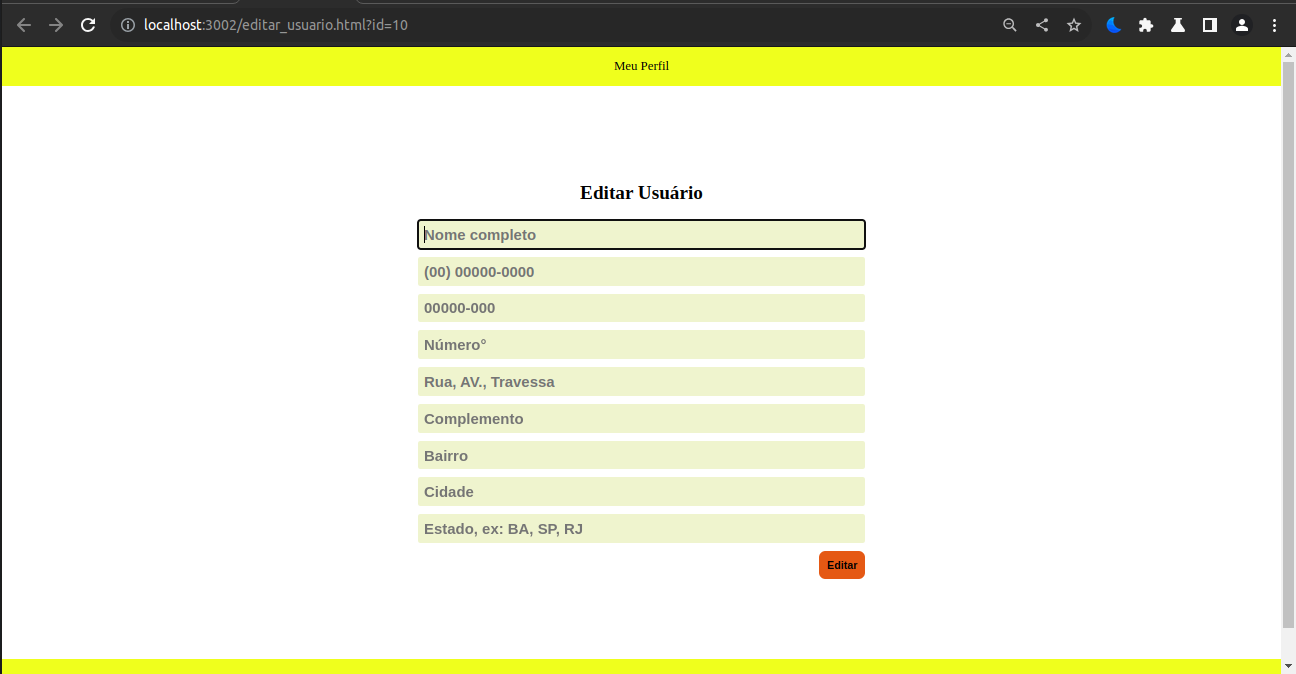 localhost:3002/editar_usuario.html?id=10
Meu Perfil
Editar Usuário
Nome completo
(00) 00000-0000
00000-000
Número°
Rua, AV., Travessa
Complemento
Bairro
Cidade
Estado, ex: BA, SP, RJ
Editar